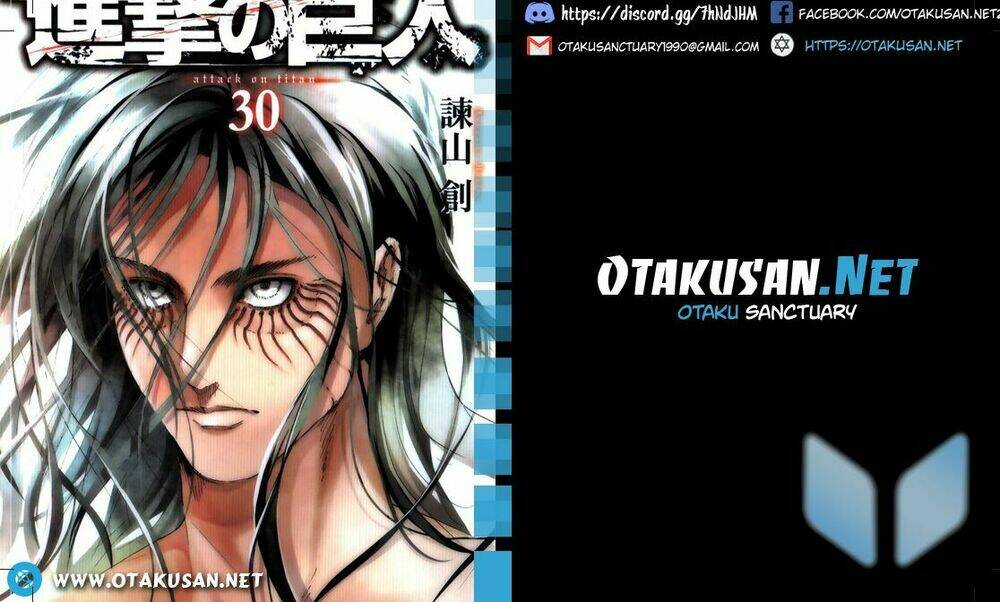 進撃の巨人
attack on titan
30
諫山 創
WWW.OTAKUSAN.NET
https://discord.gg/7hNdJHM
FACEBOOK.COM/OTAKUSAN.NET
OTAKUSANCTUARY1990@GMAIL.COM
HTTPS://OTAKUSAN.NET
OTAKUSAN.NET
OTAKU SANCTUARY